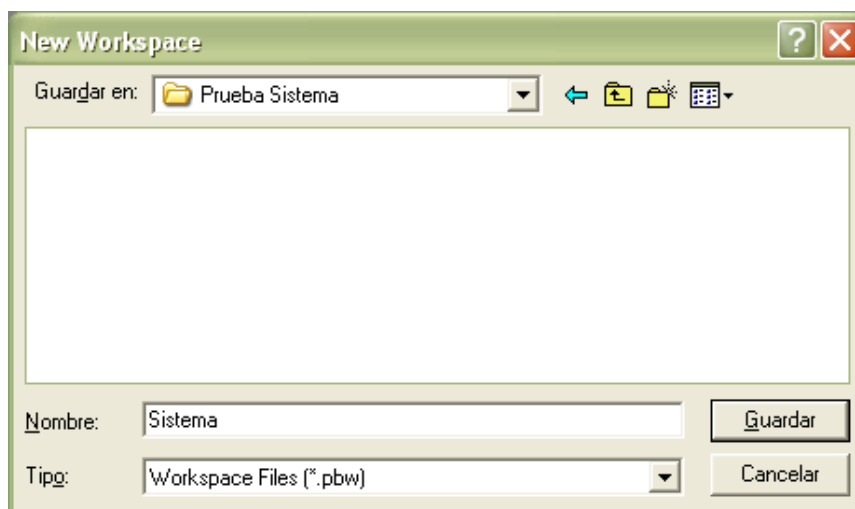 New Workspace
Guardar en: Prueba Sistema
Nombre: Sistema Guardar
Tipo: Workspace Files (*.pbw) Cancelar